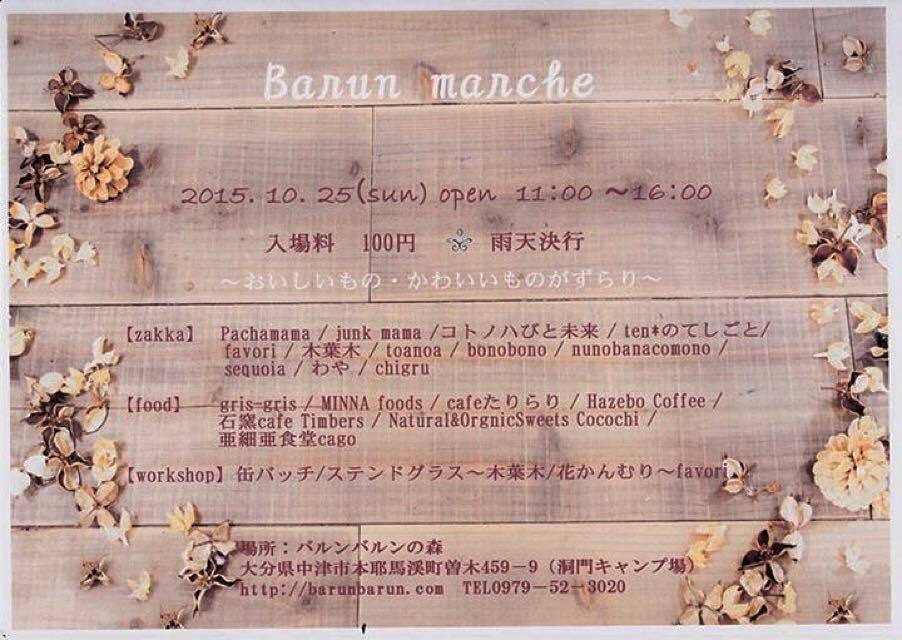 Barun marche
2015. 10. 25(sun) open 11:00 〜16:00
入場料 100円 雨天決行
〜おいしいもの・かわいいものがずらり〜
【zakka】 Pachamama / junk mama /コトノハびと未来 / ten*のてしごと/
favori / 木葉木 / toanoa / bonobono / nunobanacomono /
sequoia / わや / chigru
【food】 gris-gris / MINNA foods / cafeたりらり / Hazebo Coffee /
石窯cafe Timbers / Natural&OrgnicSweets Cocochi /
亜細亜食堂cago
【workshop】缶バッチ/ステンドグラス〜木葉木/花かんむり〜favori
場所：バルンバルンの森
大分県中津市本耶馬渓町曽木459－9（洞門キャンプ場）
http://barunbarun.com TEL0979－52－3020